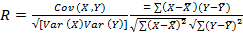 R = Cov (X,Y) / √[Var (X)Var (Y)] = ∑(X−X̄)(Y−Ȳ) / √∑(X−X̄)² √∑(Y−Ȳ)²